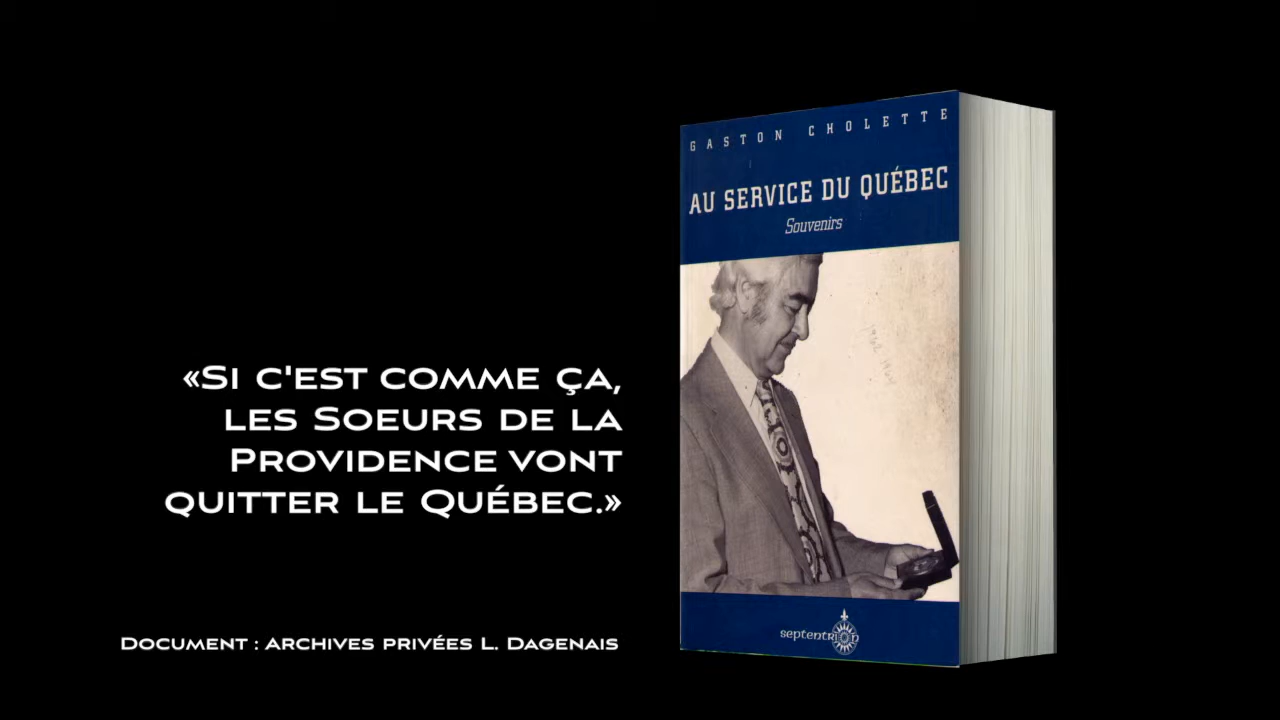 «Si c'est comme ça,
les Soeurs de la
Providence vont
quitter le Québec.»
Document : Archives privées L. Dagenais
GASTON CHOLETTE
AU SERVICE DU QUÉBEC
Souvenirs
septentrion